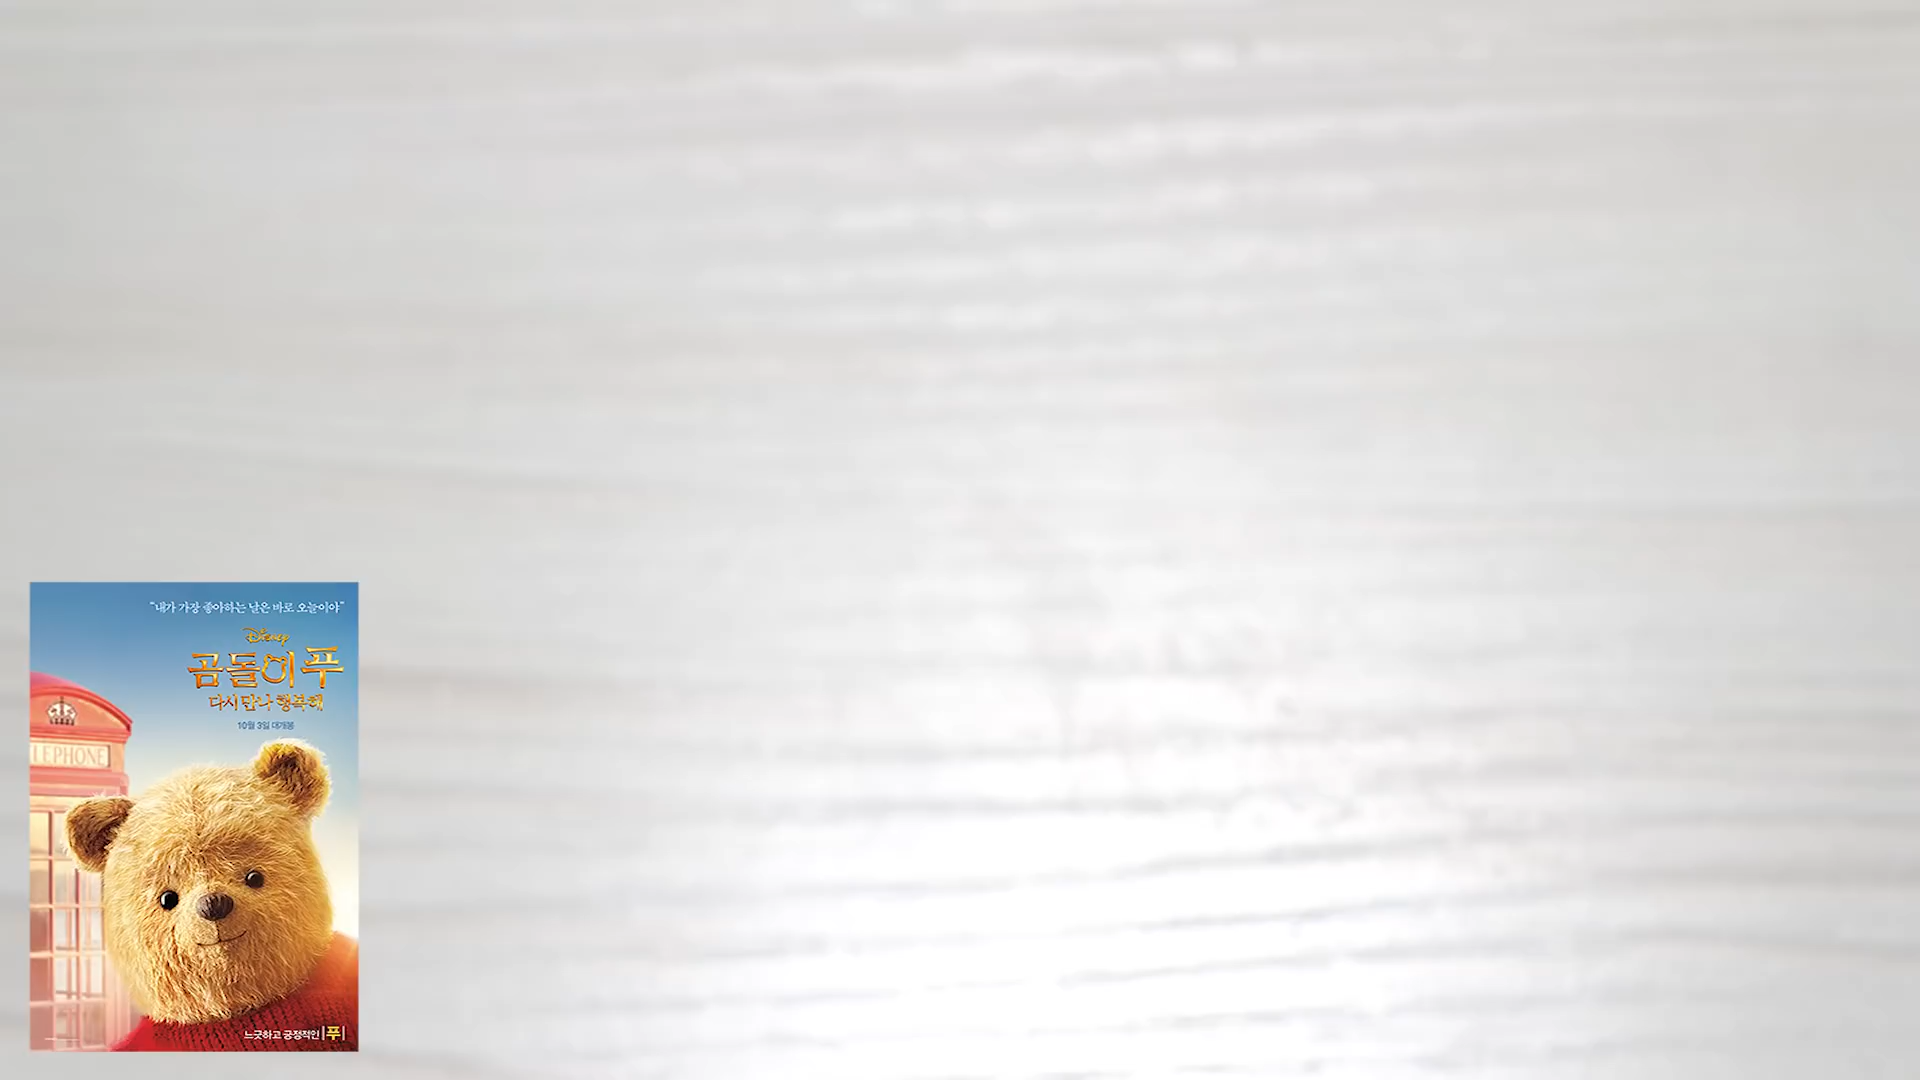 "내가 가장 좋아하는 날은 바로 오늘이야"
Disney
곰돌이 푸
다시 만나 행복해
10월 3일 대개봉
LEPHONE
느긋하고 긍정적인 |푸|